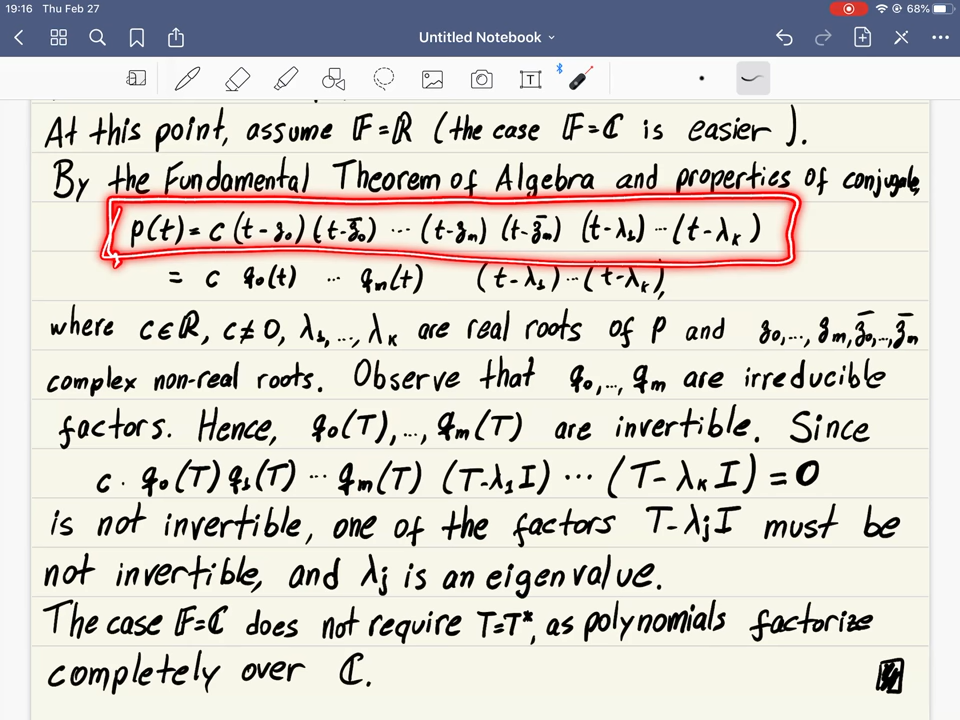 19:16 Thu Feb 27 68%
Untitled Notebook
At this point, assume 𝔽=ℝ (the case 𝔽=ℂ is easier).
By the Fundamental Theorem of Algebra and properties of conjugate,
p(t) = c (t-z₀)(t-z̄₀) ... (t-zₘ)(t-z̄ₘ) (t-λ₁)...(t-λₖ)
= c q₀(t) ... qₘ(t) (t-λ₁)...(t-λₖ),
where c∈ℝ, c≠0, λ₁,...,λₖ are real roots of p and z₀,...,zₘ, z̄₀,...,z̄ₘ
complex non-real roots. Observe that q₀,...,qₘ are irreducible
factors. Hence, q₀(T),...,qₘ(T) are invertible. Since
c · q₀(T) q₁(T) ... qₘ(T) (T-λ₁I) ... (T-λₖI) = 0
is not invertible, one of the factors T-λⱼI must be
not invertible, and λⱼ is an eigenvalue.
The case 𝔽=ℂ does not require T=T*, as polynomials factorize
completely over ℂ.